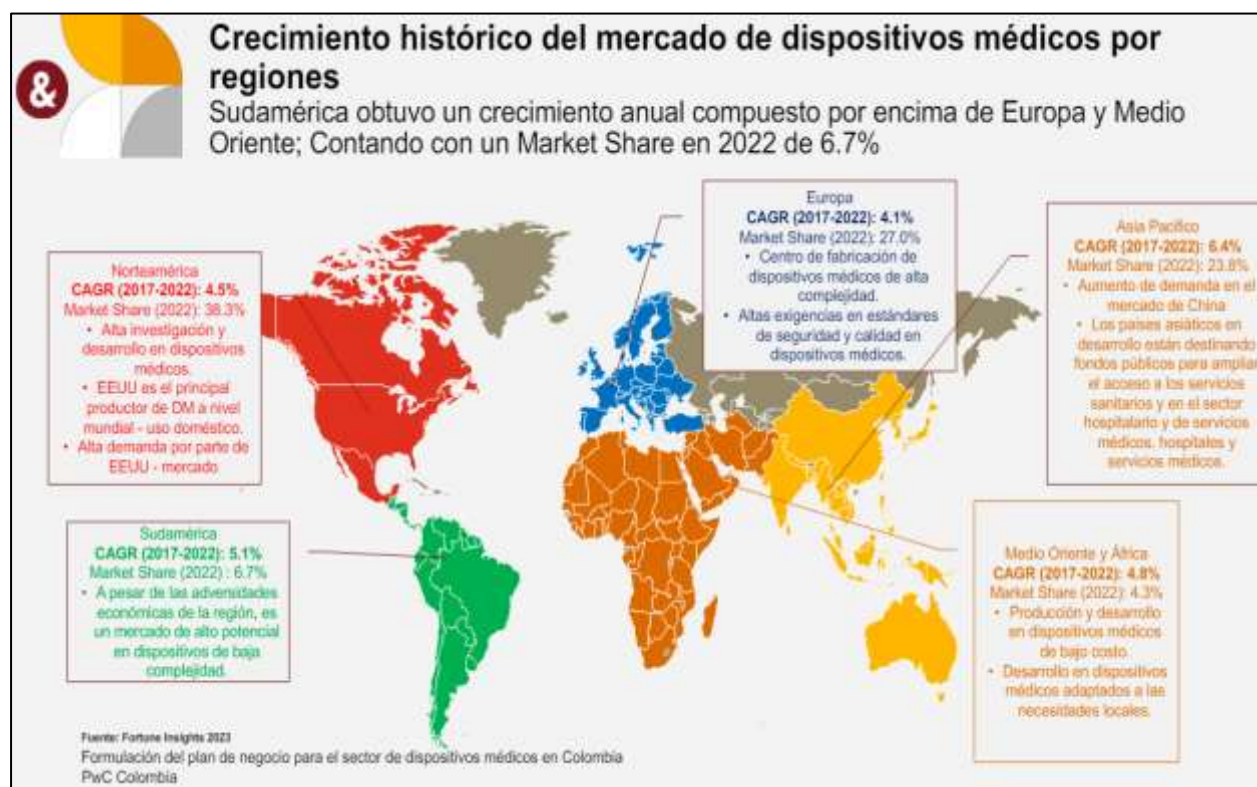 &
Crecimiento histórico del mercado de dispositivos médicos por
regiones
Sudamérica obtuvo un crecimiento anual compuesto por encima de Europa y Medio
Oriente; Contando con un Market Share en 2022 de 6.7%
Norteamérica
CAGR (2017-2022): 4.5%
Market Share (2022): 38.3%
• Alta investigación y
desarrollo en dispositivos
médicos.
• EEUU es el principal
productor de DM a nivel
mundial - uso doméstico.
• Alta demanda por parte de
EEUU - mercado
Europa
CAGR (2017-2022): 4.1%
Market Share (2022): 27.0%
• Centro de fabricación de
dispositivos médicos de alta
complejidad.
• Altas exigencias en estándares
de seguridad y calidad en
dispositivos médicos.
Asia Pacifico
CAGR (2017-2022): 6.4%
Market Share (2022): 23.8%
• Aumento de demanda en el
mercado de China
• Los países asiáticos en
desarrollo están destinando
fondos públicos para ampliar
el acceso a los servicios
sanitarios y en el sector
hospitalario y de servicios
médicos. hospitales y
servicios médicos.
Sudamérica
CAGR (2017-2022): 5.1%
Market Share (2022) : 6.7%
• A pesar de las adversidades
económicas de la región, es
un mercado de alto potencial
en dispositivos de baja
complejidad.
Medio Oriente y África
CAGR (2017-2022): 4.8%
Market Share (2022): 4.3%
• Producción y desarrollo
en dispositivos médicos
de bajo costo.
• Desarrollo en dispositivos
médicos adaptados a las
necesidades locales.
Fuente: Fortune Insights 2023
Formulación del plan de negocio para el sector de dispositivos médicos en Colombia
PwC Colombia